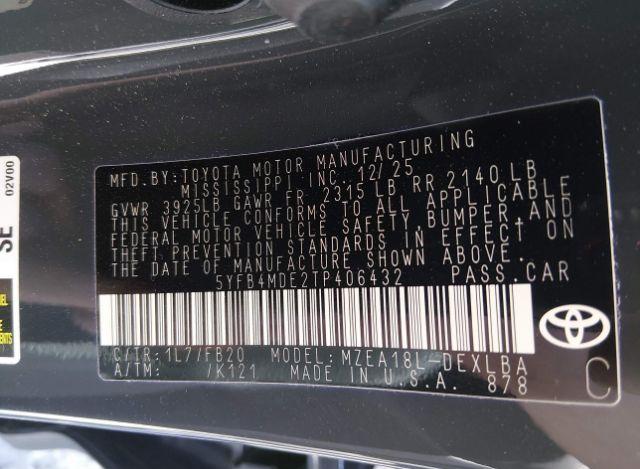 MFD.BY:TOYOTA MOTOR MANUFACTURING
MISSISSIPPI, INC. 12/25
GVWR 3925LB GAWR FR 2315 LB RR 2140 LB
THIS VEHICLE CONFORMS TO ALL APPLICABLE
FEDERAL MOTOR VEHICLE SAFETY, BUMPER, AND
THEFT PREVENTION STANDARDS IN EFFECT ON
THE DATE OF MANUFACTURE SHOWN ABOVE.
5YFB4MDE2TP406432 PASS.CAR
C/TR: 1L7/FB20 MODEL: MZEA18L-DEXLBA
A/TM: /K121 MADE IN U.S.A. 878
C
SE
02V00